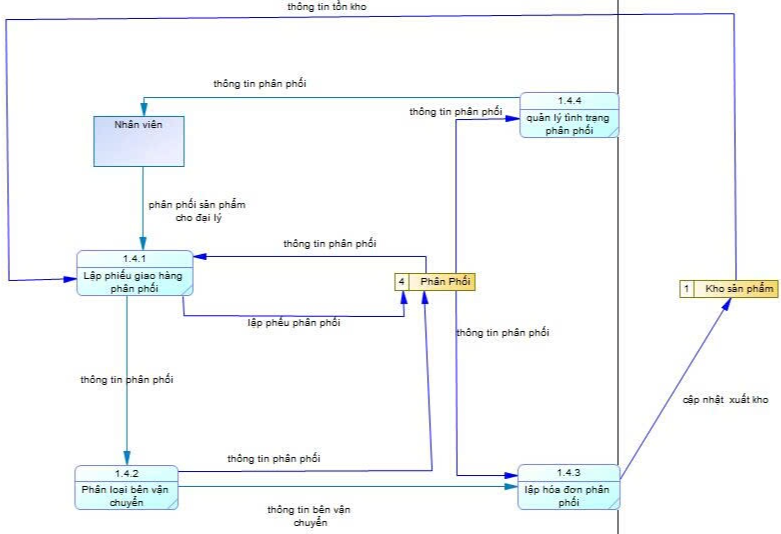 thông tin tồn kho
thông tin phân phối
1.4.4
quản lý tình trạng
phân phối
thông tin phân phối
Nhân viên
phân phối sản phẩm
cho đại lý
1.4.1
Lập phiếu giao hàng
phân phối
thông tin phân phối
4 Phân Phối
1 Kho sản phẩm
lập phếu phân phối
thông tin phân phối
thông tin phân phối
cập nhật xuất kho
thông tin phân phối
1.4.2
Phân loại bên vận
chuyển
1.4.3
lập hóa đơn phân
phối
thông tin bên vận
chuyển